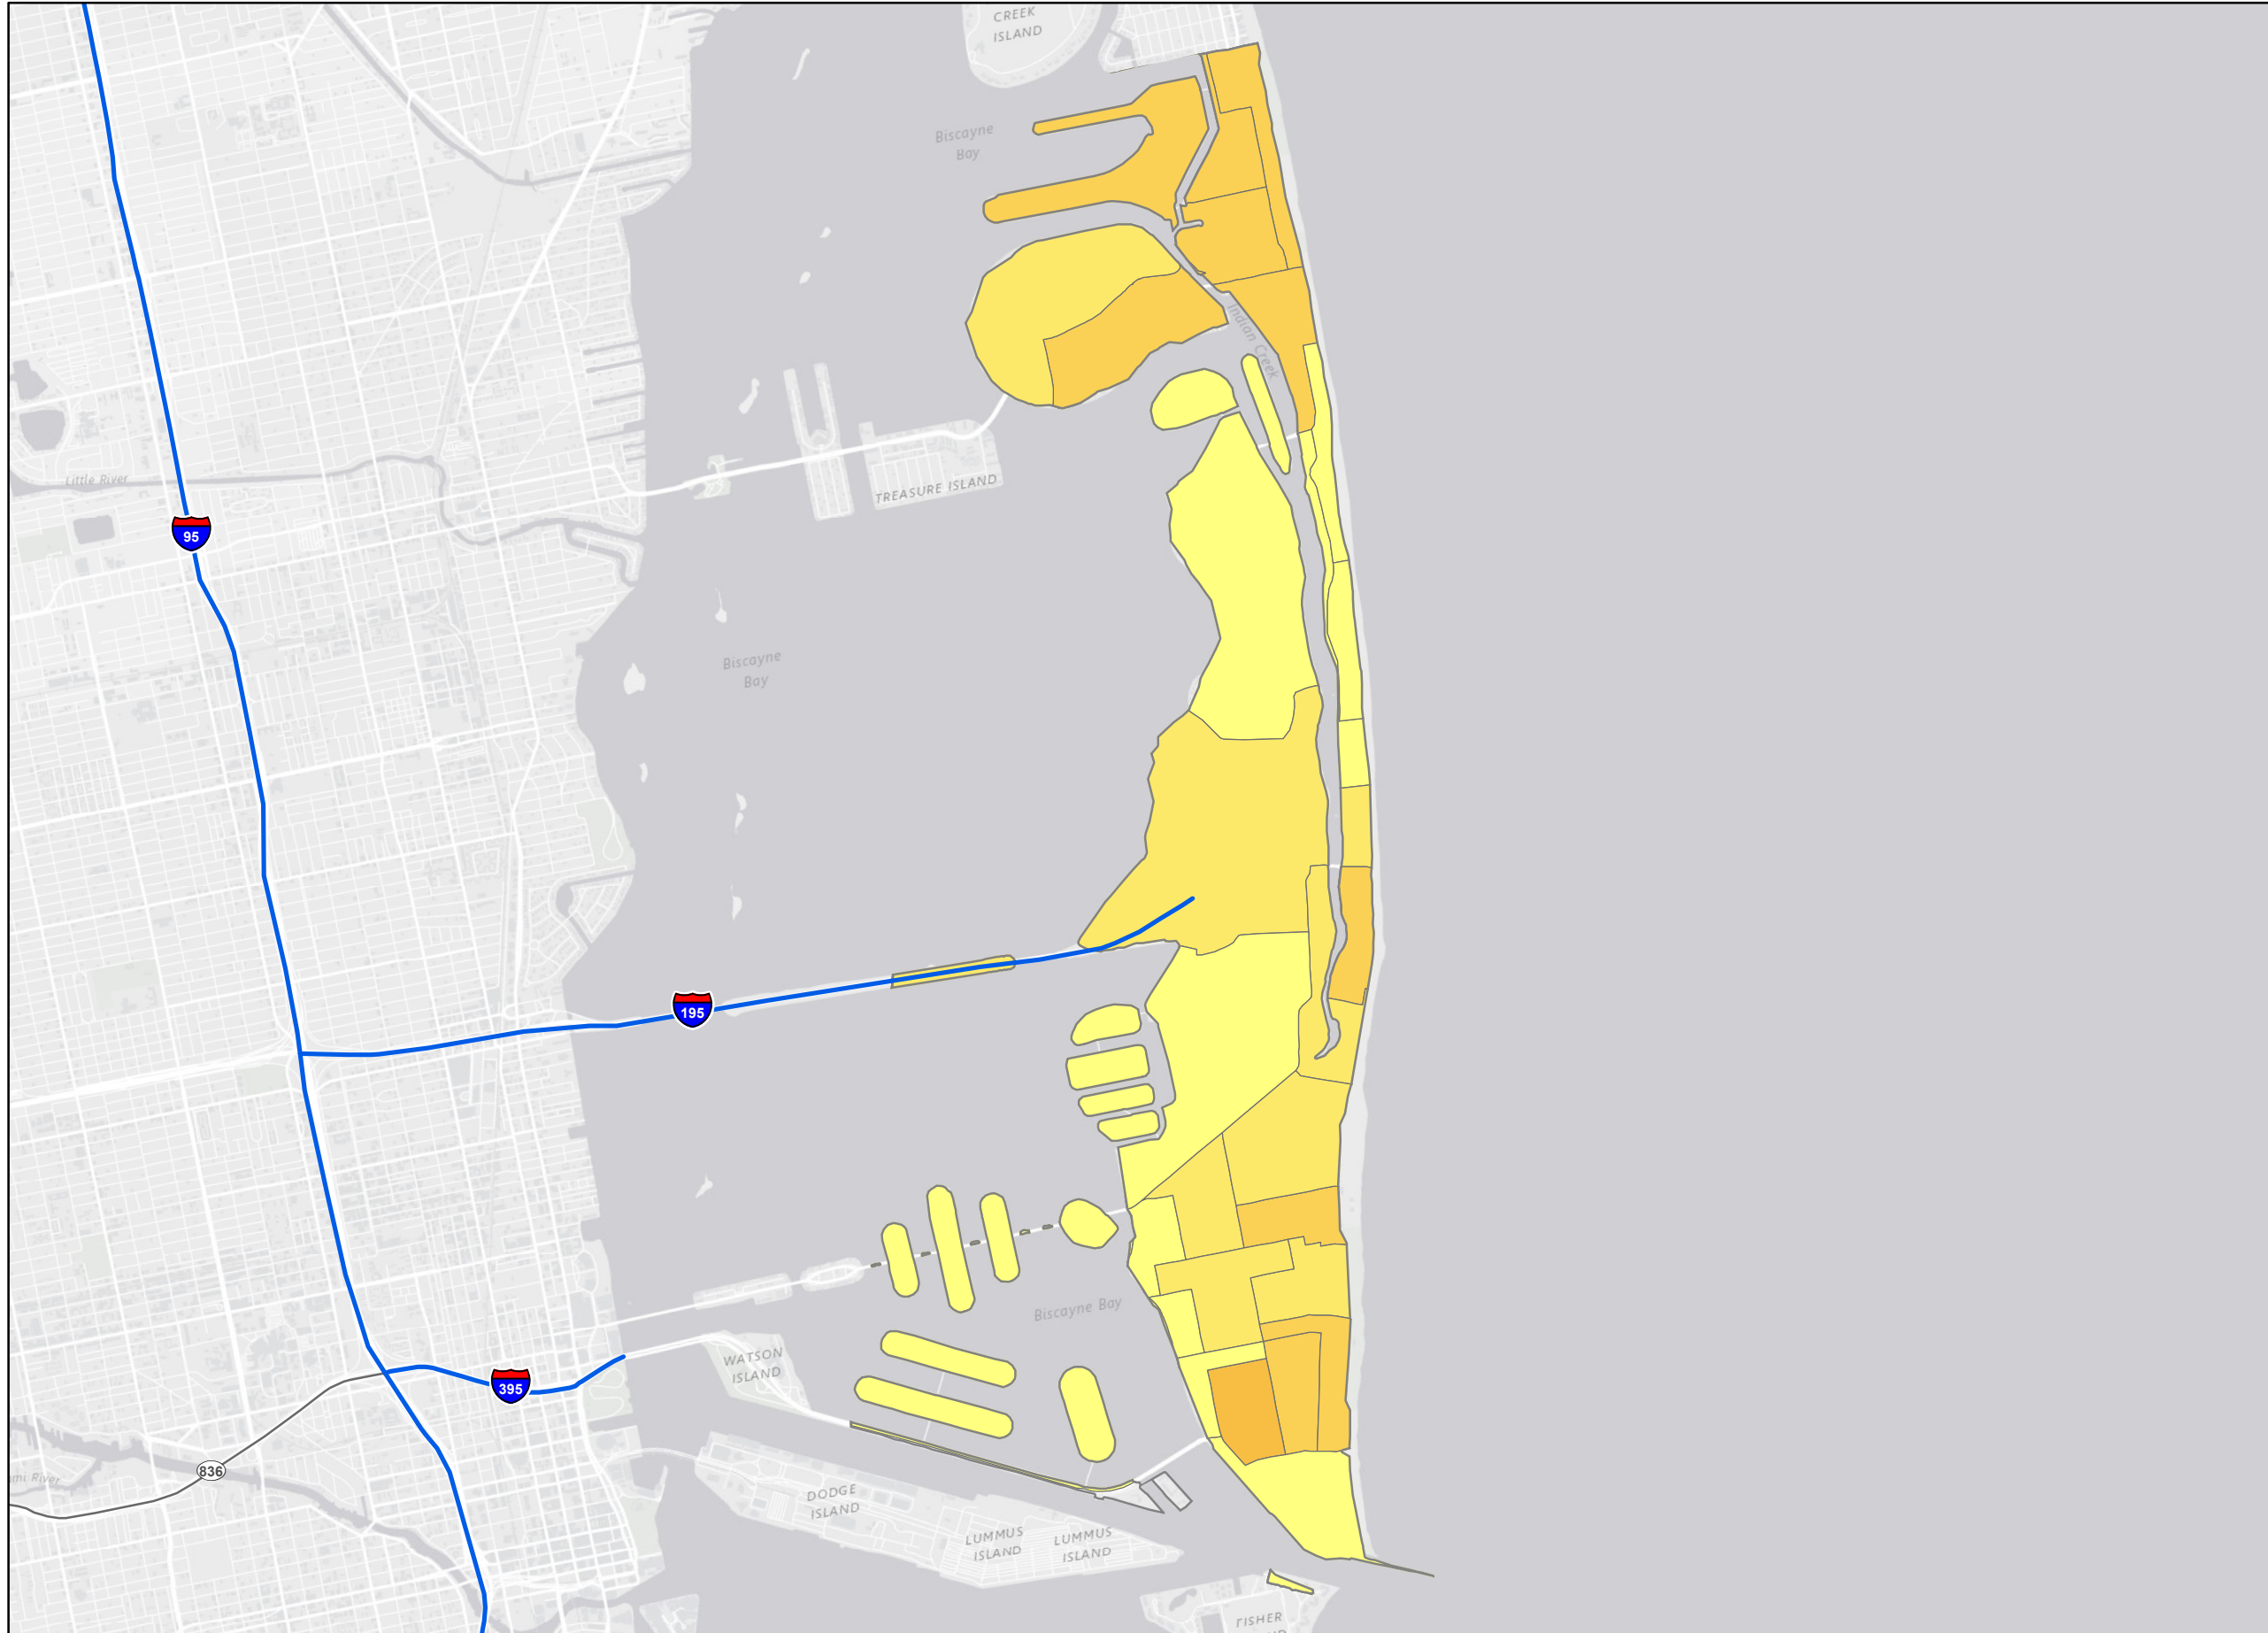 CREEK
ISLAND
Biscayne
Bay
Indian Creek
TREASURE ISLAND
Little River
95
Biscayne
Bay
195
Biscayne Bay
WATSON
ISLAND
395
836
River
DODGE
ISLAND
LUMMUS
ISLAND
LUMMUS
ISLAND
FISHER